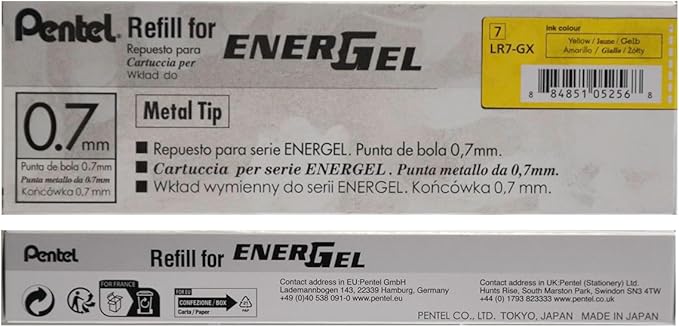 Pentel Refill for ENERGEL
Repuesto para
Cartuccia per
Wkład do
7
LR7-GX
ink colour
Yellow / Jaune / Gelb
Amarillo / Giallo / Żółty
8 84851 05256 8
0.7mm
Punta de bola 0.7mm
Punta metallo da 0.7mm
Końcówka 0,7 mm
Metal Tip
■ Repuesto para serie ENERGEL. Punta de bola 0,7mm.
■ Cartuccia per serie ENERGEL. Punta metallo da 0,7mm.
■ Wkład wymienny do serii ENERGEL. Końcówka 0,7mm.
Pentel Refill for ENERGEL
FOR FRANCE
FOR EU
CONFEZIONE/BOX
Carta/Paper
PAP
Contact address in EU:Pentel GmbH
Lademannbogen 143, 22339 Hamburg, Germany
+49 (0)40 538 091-0 www.pentel.eu
Contact address in UK:Pentel (Stationery) Ltd.
Hunts Rise, South Marston Park, Swindon SN3 4TW
+44 (0) 1793 823333 www.pentel.co.uk
PENTEL CO., LTD. TOKYO, JAPAN MADE IN JAPAN